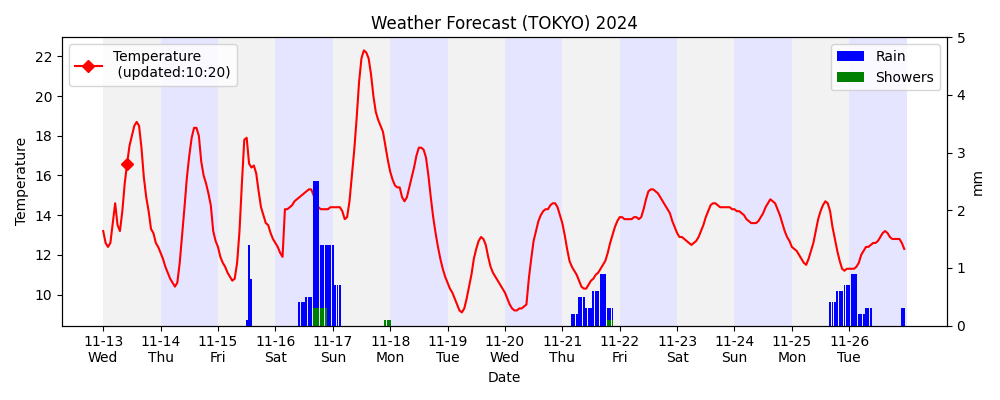 Weather Forecast (TOKYO) 2024
Temperature
(updated:10:20)
Rain
Showers
Temperature
22
20
18
16
14
12
10
5
4
3
2
1
0
mm
11-13 11-14 11-15 11-16 11-17 11-18 11-19 11-20 11-21 11-22 11-23 11-24 11-25 11-26
Wed Thu Fri Sat Sun Mon Tue Wed Thu Fri Sat Sun Mon Tue
Date